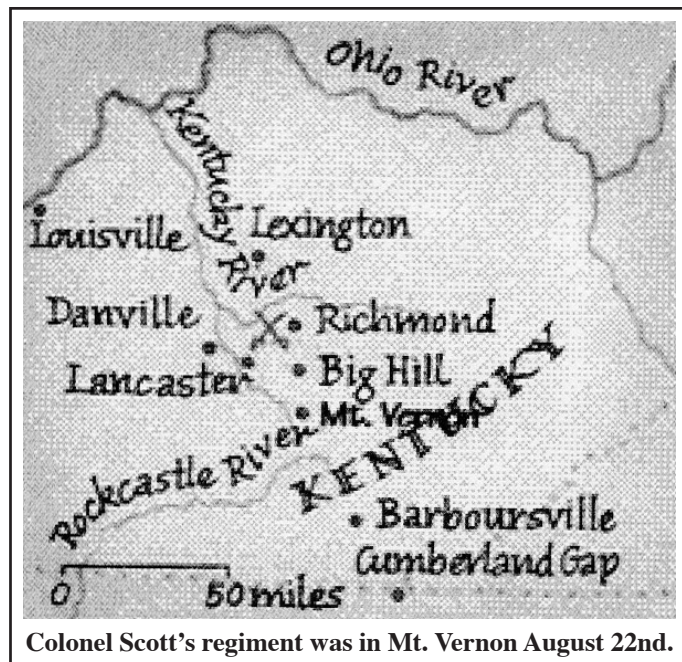 Ohio River
Kentucky River
Louisville
Lexington
Danville
Richmond
Lancaster
Big Hill
Mt. Vernon
KENTUCKY
Rockcastle River
Barboursville
Cumberland Gap
0 50 miles
Colonel Scott's regiment was in Mt. Vernon August 22nd.